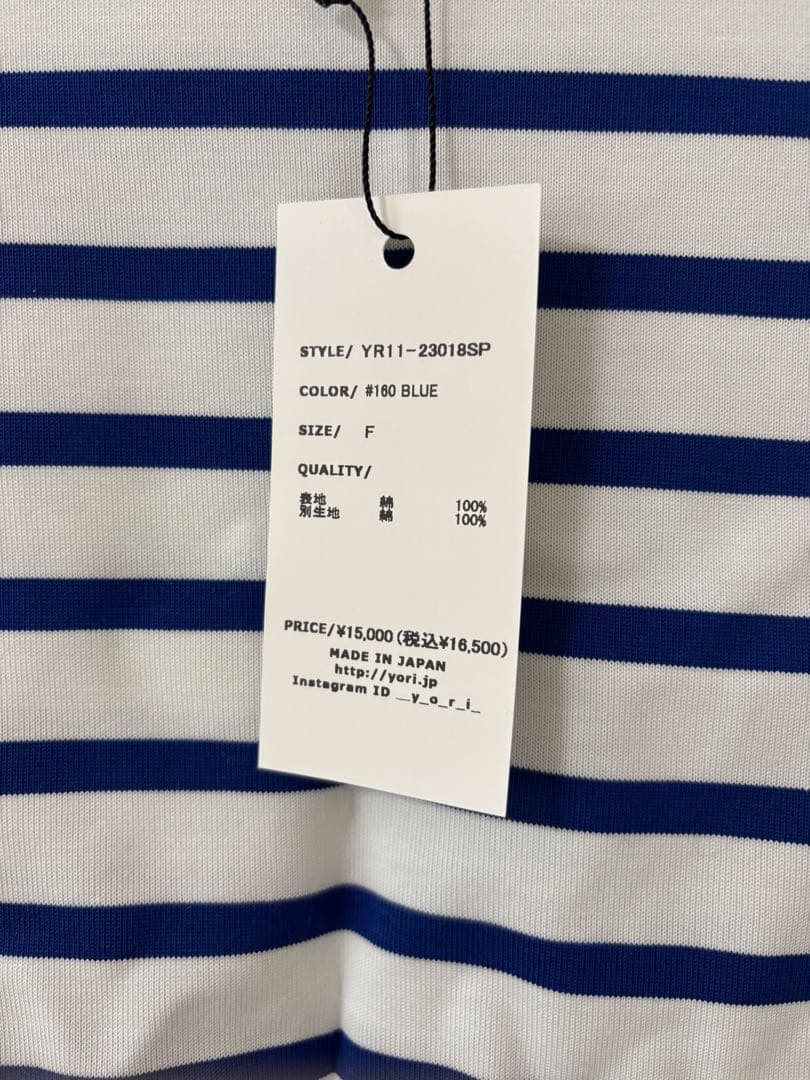 STYLE/ YR11-23018SP
COLOR/ #160 BLUE
SIZE/ F
QUALITY/
表地 綿 100%
別生地 綿 100%
PRICE/¥15,000(税込¥16,500)
MADE IN JAPAN
http://yori.jp
Instagram ID __y_o_r_i_